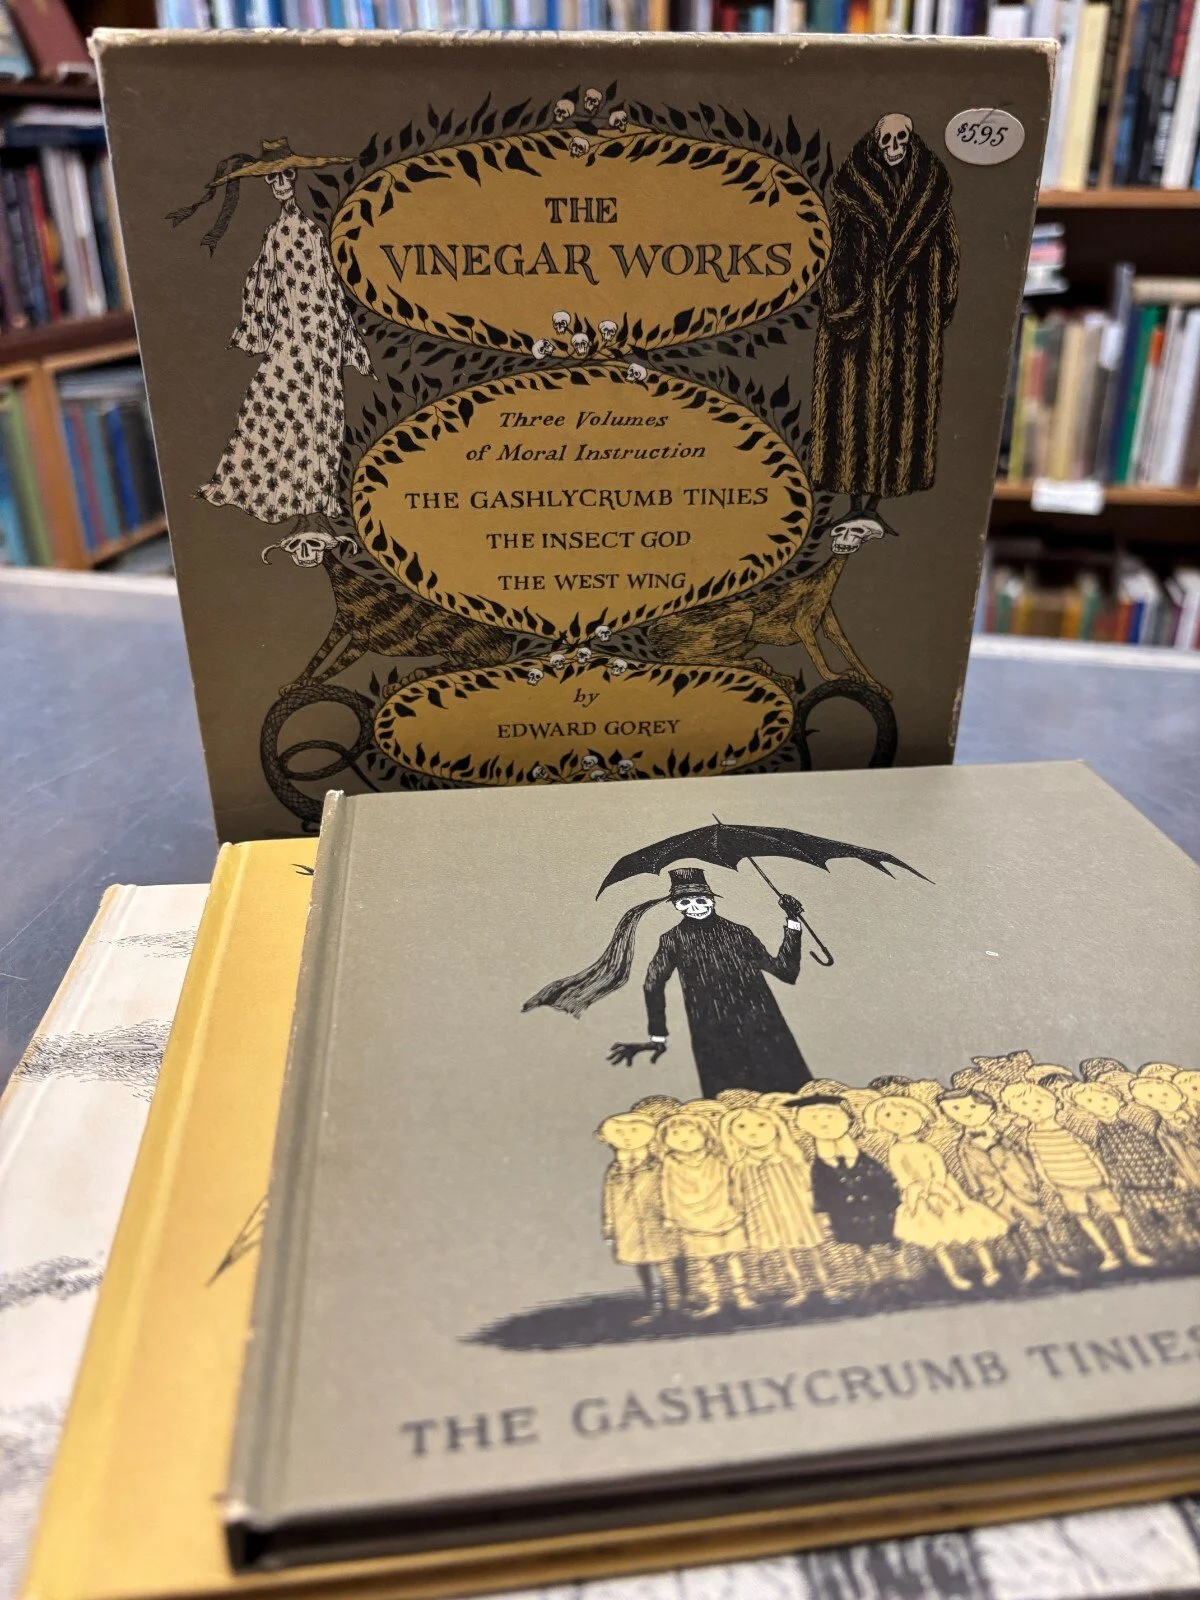 $5.95
THE
VINEGAR WORKS
Three Volumes
of Moral Instruction
THE GASHLYCRUMB TINIES
THE INSECT GOD
THE WEST WING
by
EDWARD GOREY
THE GASHLYCRUMB TINIES